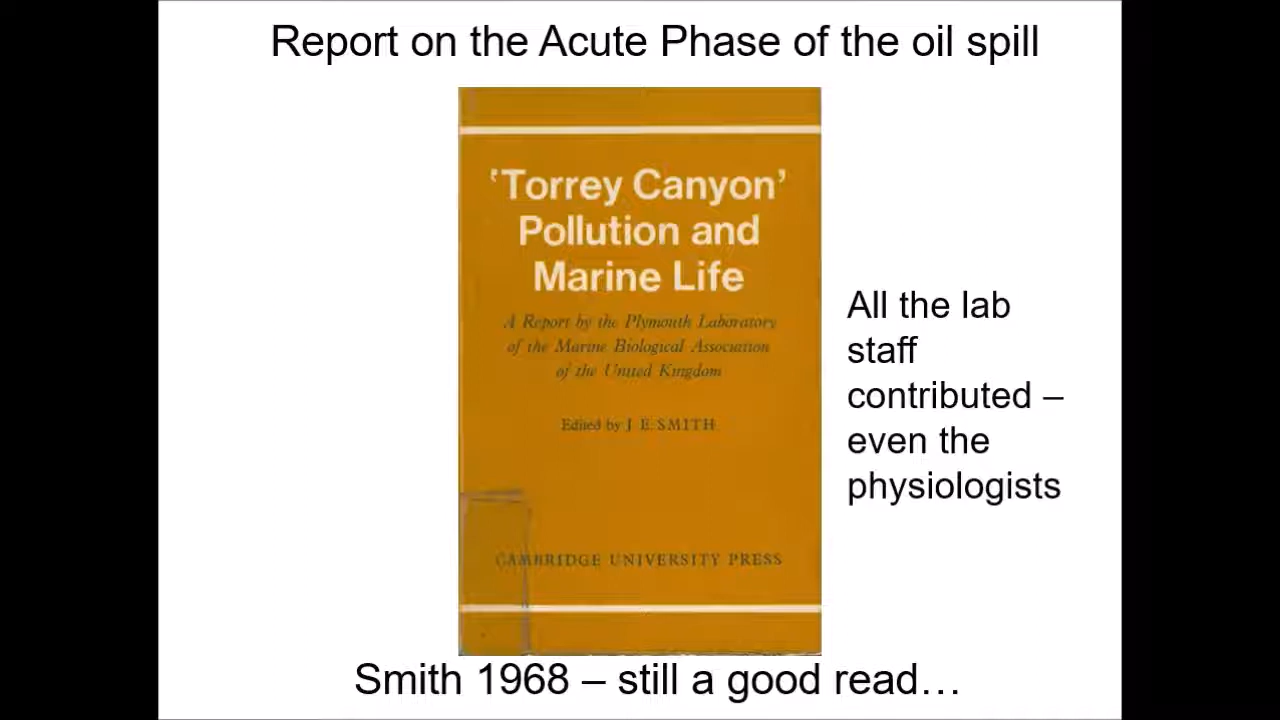 Report on the Acute Phase of the oil spill
‘Torrey Canyon’
Pollution and
Marine Life
A Report by the Plymouth Laboratory
of the Marine Biological Association
of the United Kingdom
Edited by J E SMITH
CAMBRIDGE UNIVERSITY PRESS
All the lab
staff
contributed –
even the
physiologists
Smith 1968 – still a good read…